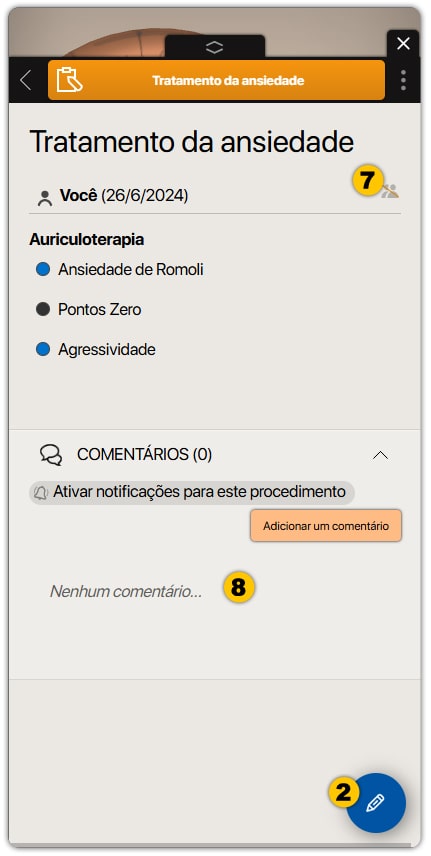 Tratamento da ansiedade
Tratamento da ansiedade
7
Você (26/6/2024)
Auriculoterapia
Ansiedade de Romoli
Pontos Zero
Agressividade
COMENTÁRIOS (0)
Ativar notificações para este procedimento
Adicionar um comentário
Nenhum comentário...
8
2